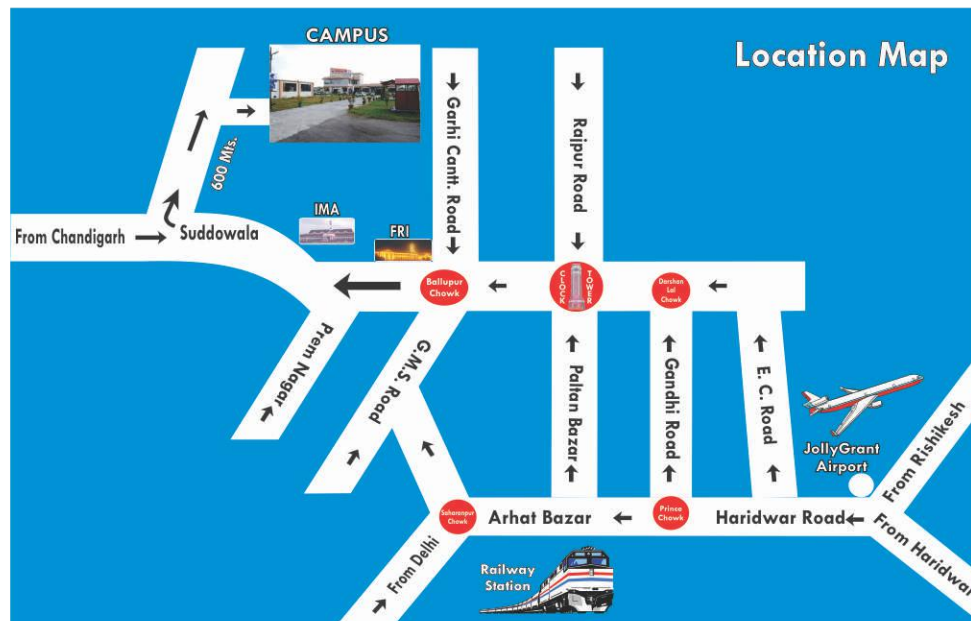 CAMPUS
Location Map
600 Mts.
Garhi Cantt. Road
Rajpur Road
IMA
FRI
From Chandigarh
Suddowala
Ballupur
Chowk
CLOCK
TOWER
Darshan
Lal
Chowk
Prem Nagar
G.M.S. Road
Paltan Bazar
Gandhi Road
E. C. Road
JollyGrant
Airport
From Rishikesh
Saharanpur
Chowk
Arhat Bazar
Prince
Chowk
Haridwar Road
From Haridwar
From Delhi
Railway
Station